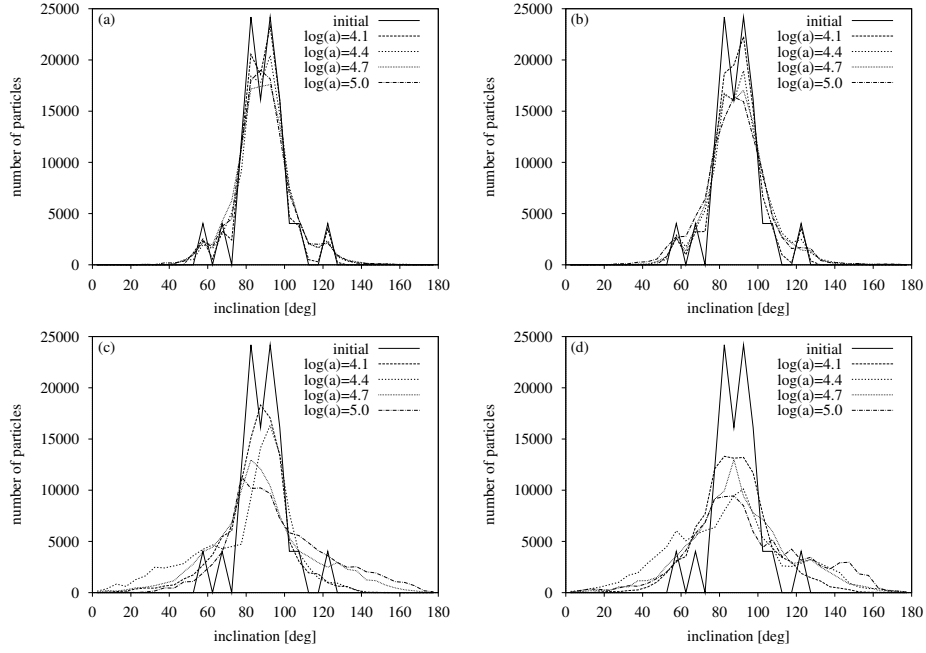 (a)
initial
log(a)=4.1
log(a)=4.4
log(a)=4.7
log(a)=5.0
25000
20000
15000
10000
5000
0
number of particles
0 20 40 60 80 100 120 140 160 180
inclination [deg]
(b)
initial
log(a)=4.1
log(a)=4.4
log(a)=4.7
log(a)=5.0
25000
20000
15000
10000
5000
0
number of particles
0 20 40 60 80 100 120 140 160 180
inclination [deg]
(c)
initial
log(a)=4.1
log(a)=4.4
log(a)=4.7
log(a)=5.0
25000
20000
15000
10000
5000
0
number of particles
0 20 40 60 80 100 120 140 160 180
inclination [deg]
(d)
initial
log(a)=4.1
log(a)=4.4
log(a)=4.7
log(a)=5.0
25000
20000
15000
10000
5000
0
number of particles
0 20 40 60 80 100 120 140 160 180
inclination [deg]